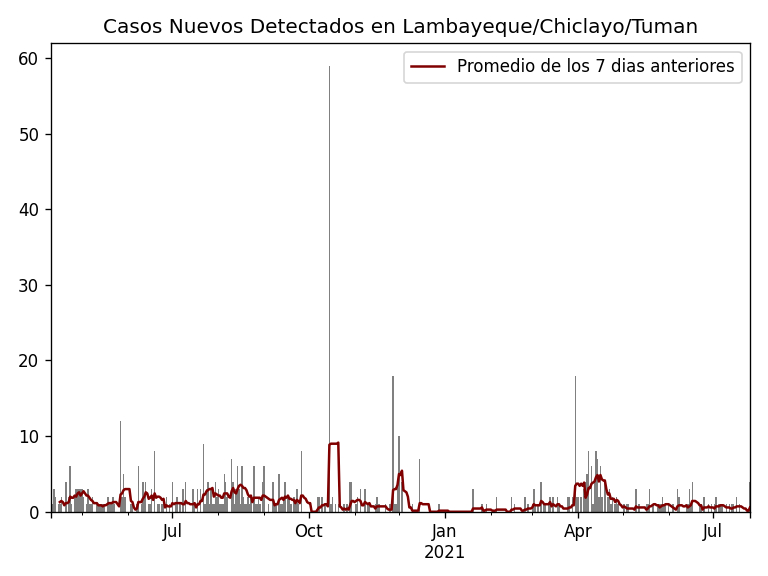 Casos Nuevos Detectados en Lambayeque/Chiclayo/Tuman
Promedio de los 7 dias anteriores
60
50
40
30
20
10
0
Jul
Oct
Jan
2021
Apr
Jul